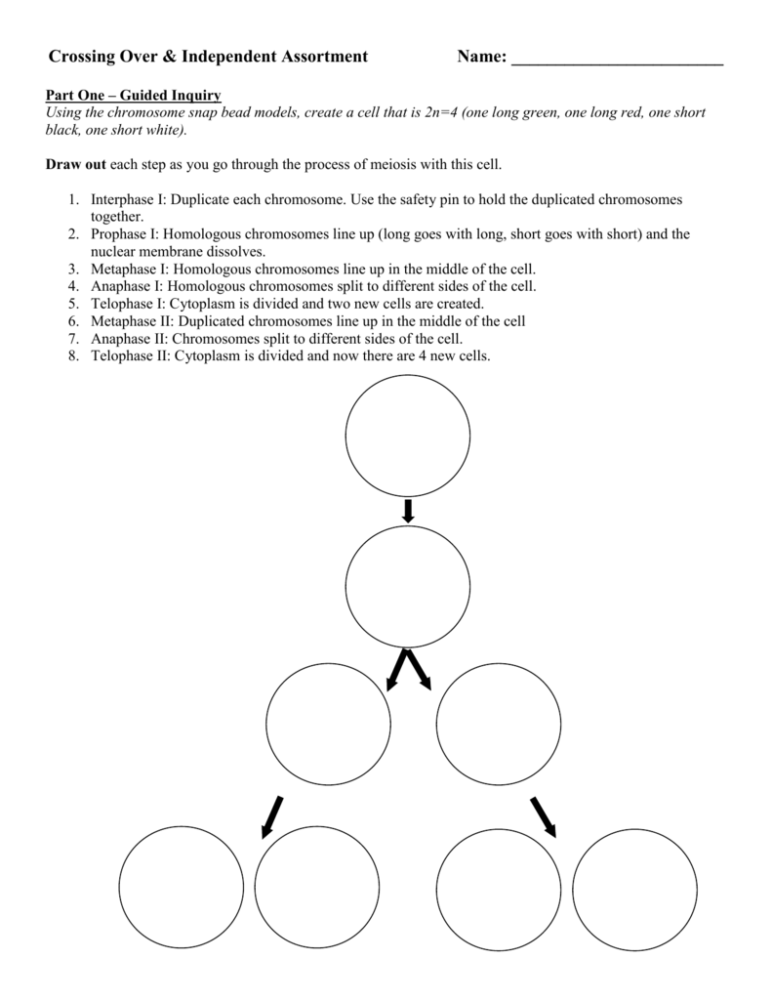 Crossing Over & Independent Assortment Name: ________________________
Part One – Guided Inquiry
Using the chromosome snap bead models, create a cell that is 2n=4 (one long green, one long red, one short
black, one short white).
Draw out each step as you go through the process of meiosis with this cell.
1. Interphase I: Duplicate each chromosome. Use the safety pin to hold the duplicated chromosomes
together.
2. Prophase I: Homologous chromosomes line up (long goes with long, short goes with short) and the
nuclear membrane dissolves.
3. Metaphase I: Homologous chromosomes line up in the middle of the cell.
4. Anaphase I: Homologous chromosomes split to different sides of the cell.
5. Telophase I: Cytoplasm is divided and two new cells are created.
6. Metaphase II: Duplicated chromosomes line up in the middle of the cell
7. Anaphase II: Chromosomes split to different sides of the cell.
8. Telophase II: Cytoplasm is divided and now there are 4 new cells.